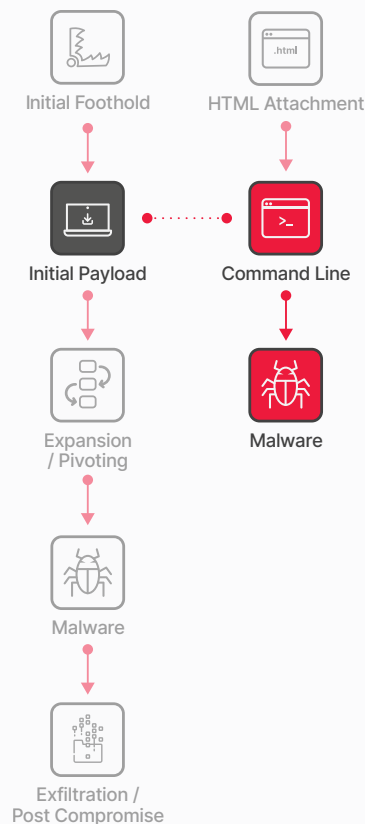 .html
Initial Foothold
HTML Attachment
>_
Initial Payload
Command Line
Expansion
/ Pivoting
Malware
Malware
Exfiltration /
Post Compromise